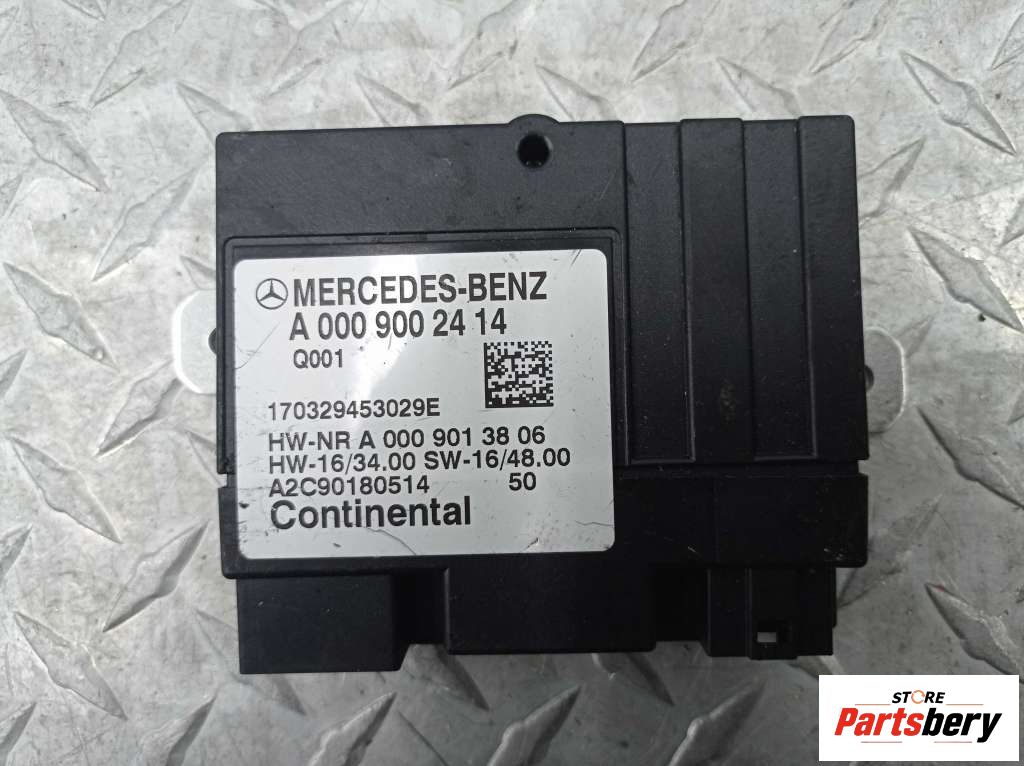 MERCEDES-BENZ
A 000 900 24 14
Q001
170329453029E
HW-NR A 000 901 38 06
HW-16/34.00 SW-16/48.00
A2C90180514 50
Continental
STORE
Partsbery